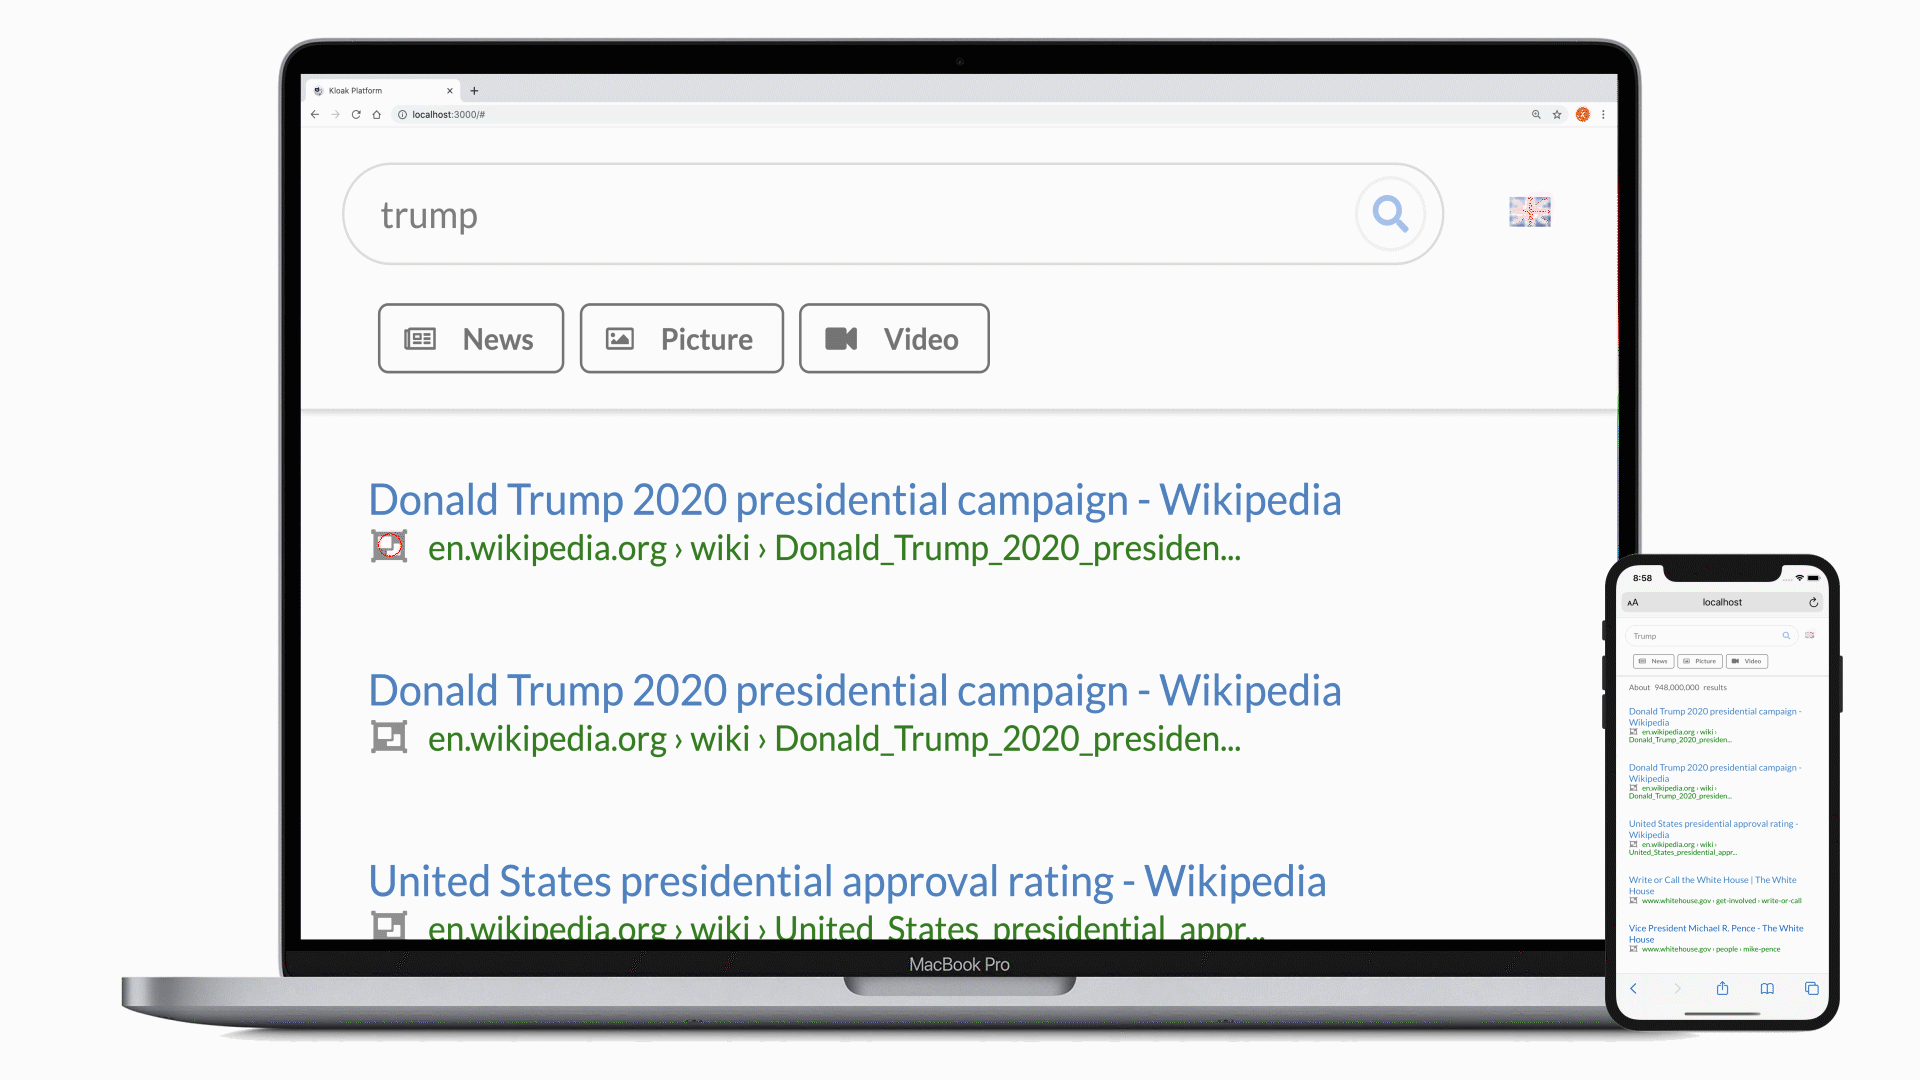 Kloak Platform
localhost:3000/#
trump
News
Picture
Video
Donald Trump 2020 presidential campaign - Wikipedia
en.wikipedia.org › wiki › Donald_Trump_2020_presiden...
Donald Trump 2020 presidential campaign - Wikipedia
en.wikipedia.org › wiki › Donald_Trump_2020_presiden...
United States presidential approval rating - Wikipedia
en.wikipedia.org › wiki › United_States_presidential_appr...
MacBook Pro
8:58
AA
localhost
Trump
News
Picture
Video
About 948,000,000 results
Donald Trump 2020 presidential campaign -
Wikipedia
en.wikipedia.org › wiki ›
Donald_Trump_2020_presiden...
Donald Trump 2020 presidential campaign -
Wikipedia
en.wikipedia.org › wiki ›
Donald_Trump_2020_presiden...
United States presidential approval rating -
Wikipedia
en.wikipedia.org › wiki ›
United_States_presidential_appr...
Write or Call the White House | The White
House
www.whitehouse.gov › get-involved › write-or-call
Vice President Michael R. Pence - The White
House
www.whitehouse.gov › people › mike-pence